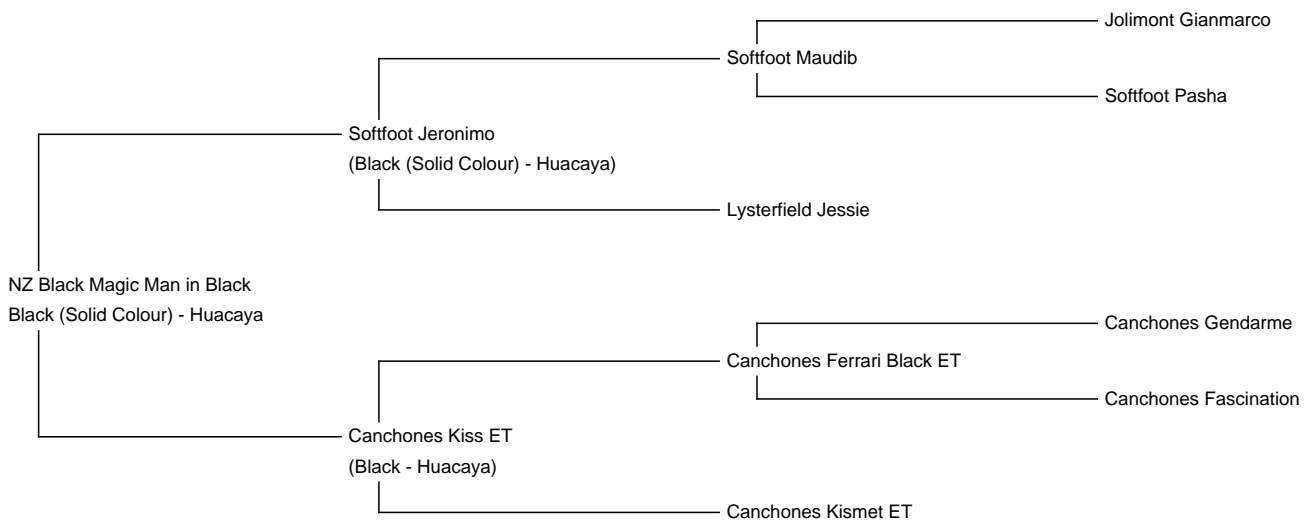 Jolimont Gianmarco
Softfoot Maudib
Softfoot Pasha
Softfoot Jeronimo
(Black (Solid Colour) - Huacaya)
Lysterfield Jessie
NZ Black Magic Man in Black
Black (Solid Colour) - Huacaya
Canchones Gendarme
Canchones Ferrari Black ET
Canchones Fascination
Canchones Kiss ET
(Black - Huacaya)
Canchones Kismet ET